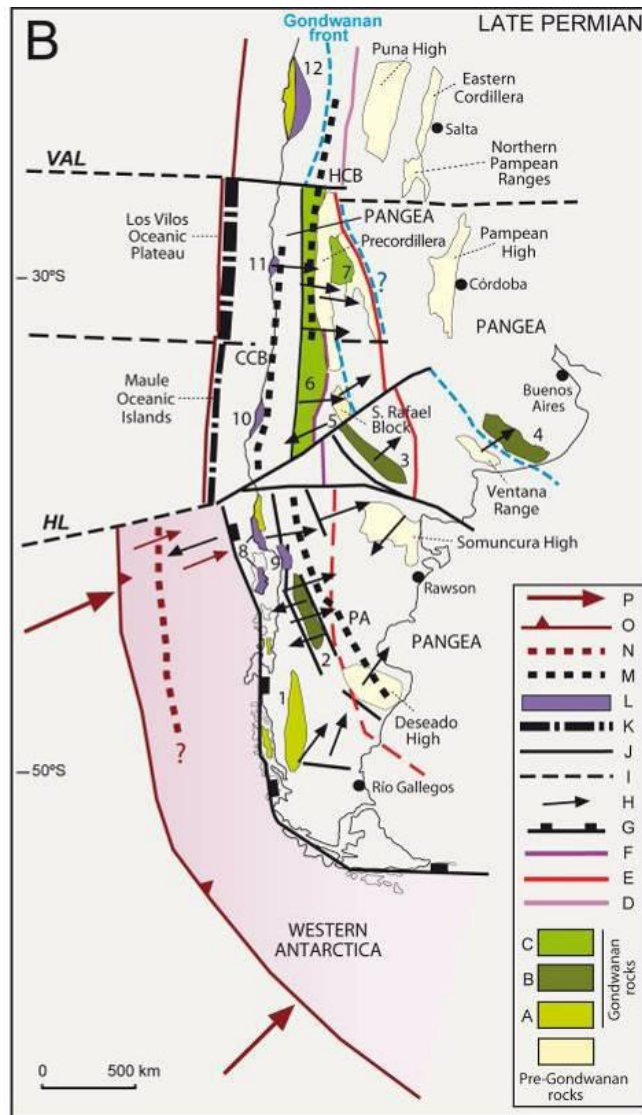 B
LATE PERMIAN
Gondwanan
front
12
Puna High
Eastern
Cordillera
Salta
Northern
Pampean
Ranges
VAL
HCB
Los Vilos
Oceanic
Plateau
PANGEA
Precordillera
Pampean
High
30ºS
11
7
?
Córdoba
PANGEA
CCB
Maule
Oceanic
Islands
6
Buenos
Aires
10
5
S. Rafael
Block
3
4
Ventana
Range
HL
8
9
Somuncura High
Rawson
PA
PANGEA
2
1
Deseado
High
?
50ºS
Río Gallegos
WESTERN
ANTARCTICA
0
500 km
P
O
N
M
L
K
J
I
H
G
F
E
D
C
B
A
Gondwanan
rocks
Pre-Gondwanan
rocks